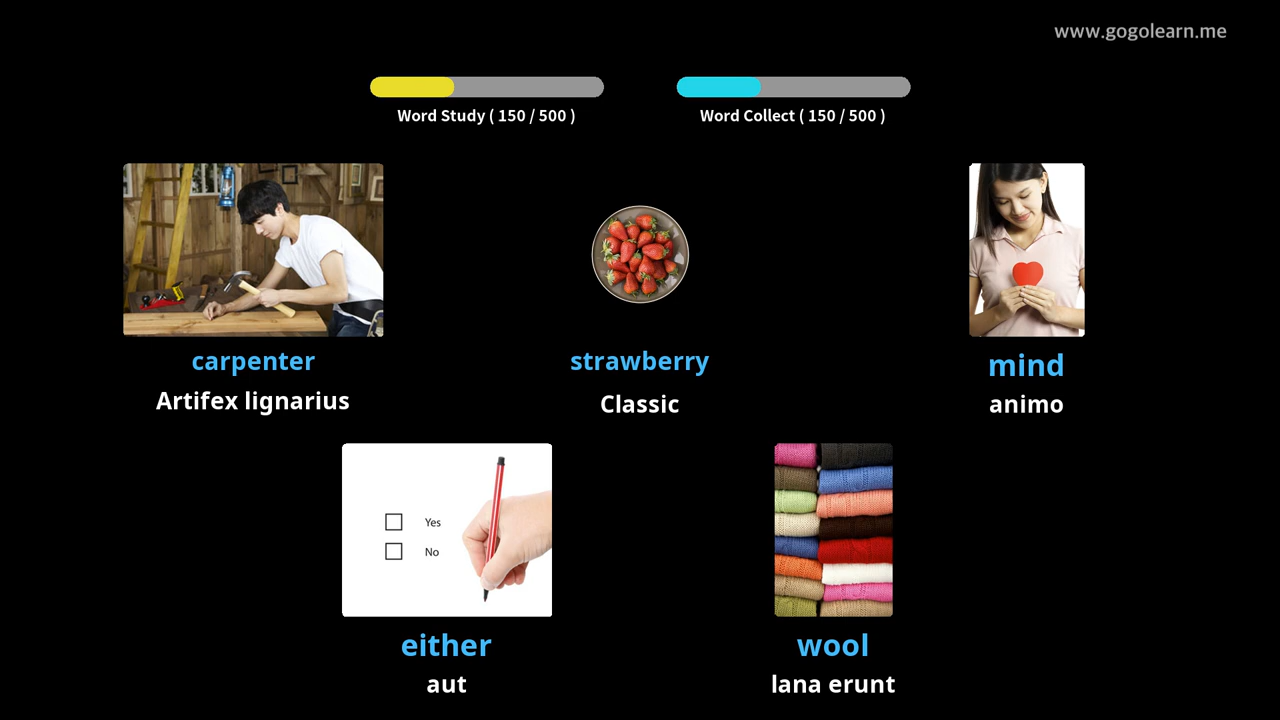 www.gogolearn.me
Word Study ( 150 / 500 )
Word Collect ( 150 / 500 )
carpenter
Artifex lignarius
strawberry
Classic
mind
animo
Yes
No
either
aut
wool
lana erunt